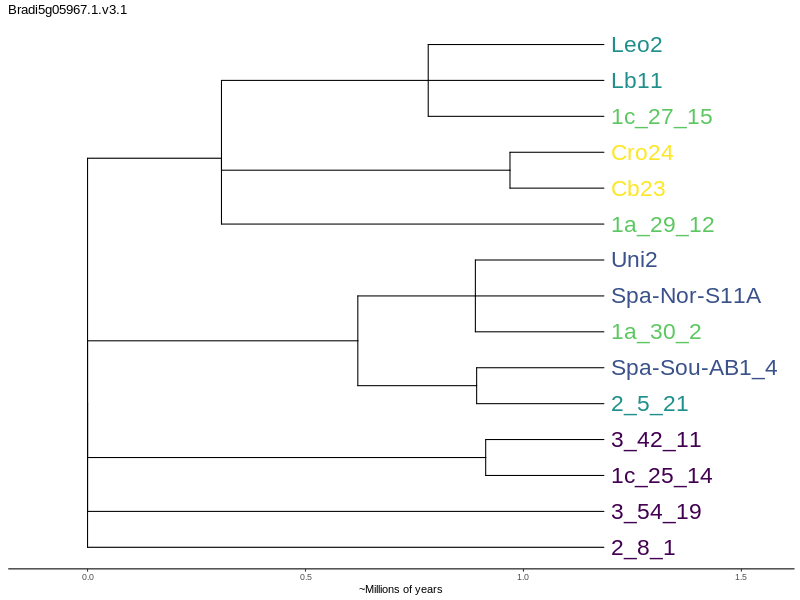 Bradi5g05967.1.v3.1
Leo2
Lb11
1c_27_15
Cro24
Cb23
1a_29_12
Uni2
Spa-Nor-S11A
1a_30_2
Spa-Sou-AB1_4
2_5_21
3_42_11
1c_25_14
3_54_19
2_8_1
0.0 0.5 1.0 1.5
~Millions of years